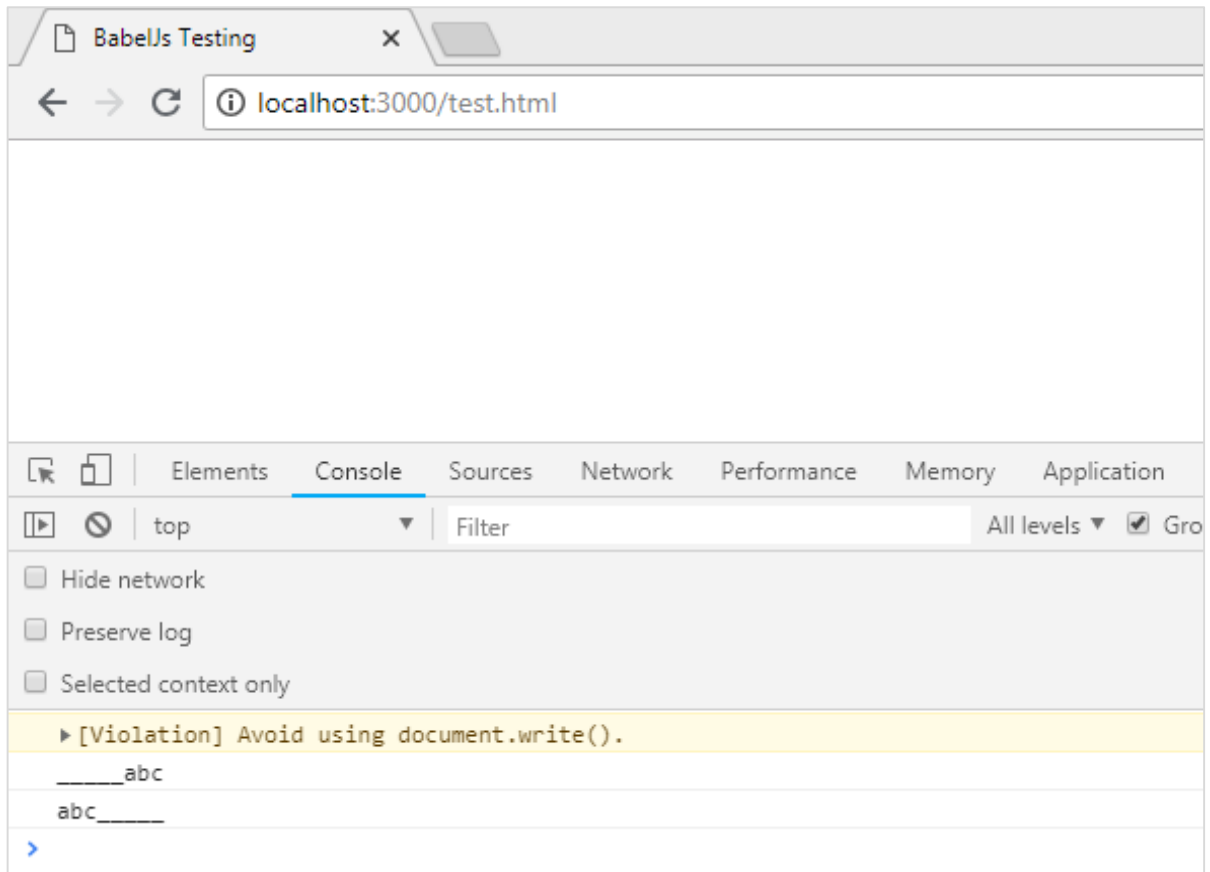 BabelJs Testing
localhost:3000/test.html
Elements Console Sources Network Performance Memory Application
top Filter All levels Gro
Hide network
Preserve log
Selected context only
[Violation] Avoid using document.write().
_____abc
abc_____